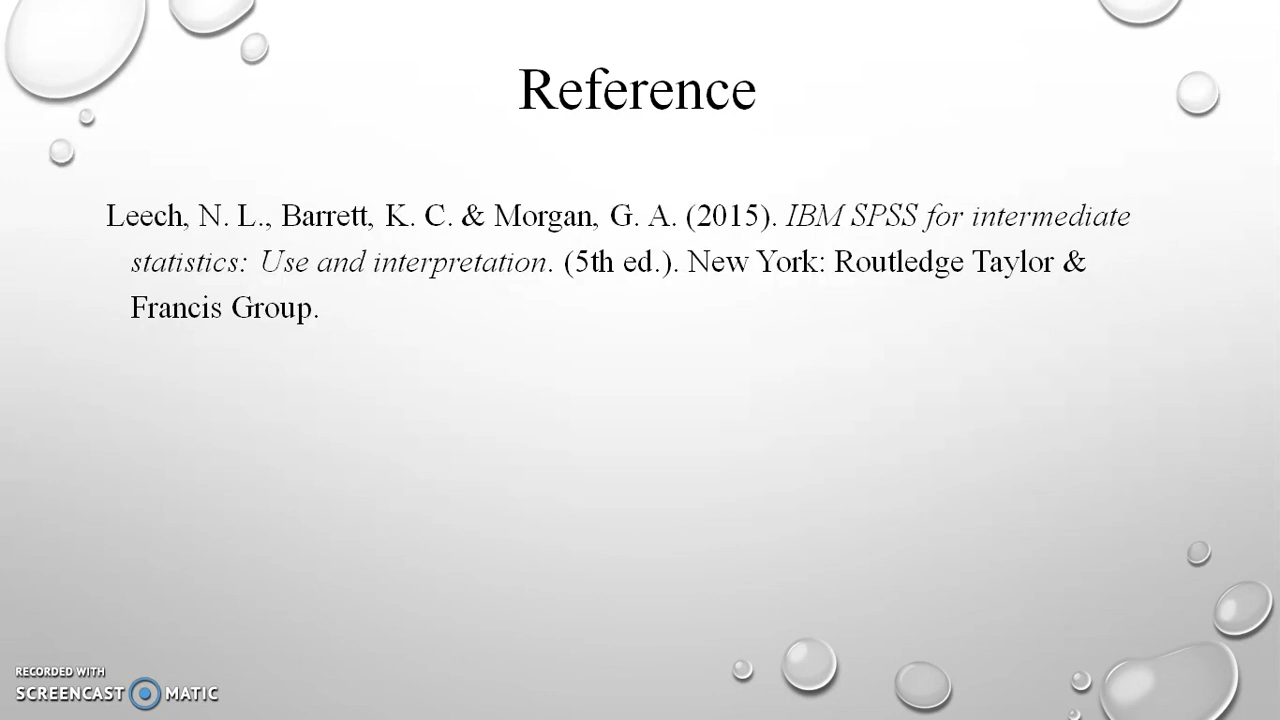 Reference
Leech, N. L., Barrett, K. C. & Morgan, G. A. (2015). IBM SPSS for intermediate
statistics: Use and interpretation. (5th ed.). New York: Routledge Taylor &
Francis Group.
RECORDED WITH
SCREENCAST MATIC